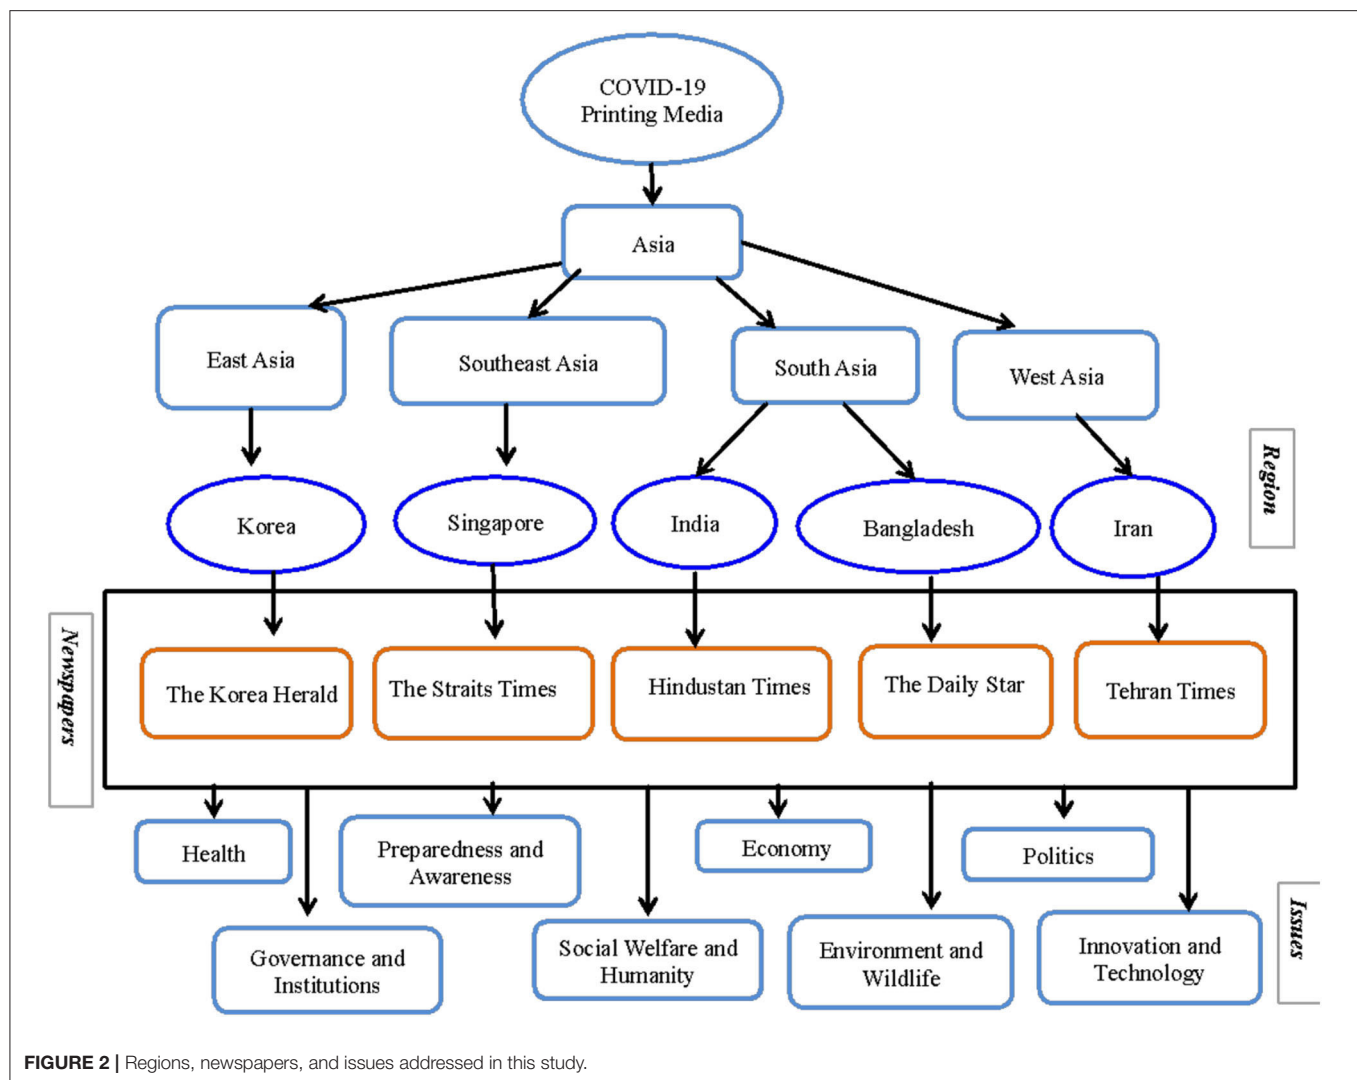 COVID-19
Printing Media
Asia
East Asia
Southeast Asia
South Asia
West Asia
Region
Korea
Singapore
India
Bangladesh
Iran
Newspapers
The Korea Herald
The Straits Times
Hindustan Times
The Daily Star
Tehran Times
Health
Preparedness and
Awareness
Economy
Politics
Issues
Governance and
Institutions
Social Welfare and
Humanity
Environment and
Wildlife
Innovation and
Technology
FIGURE 2 | Regions, newspapers, and issues addressed in this study.